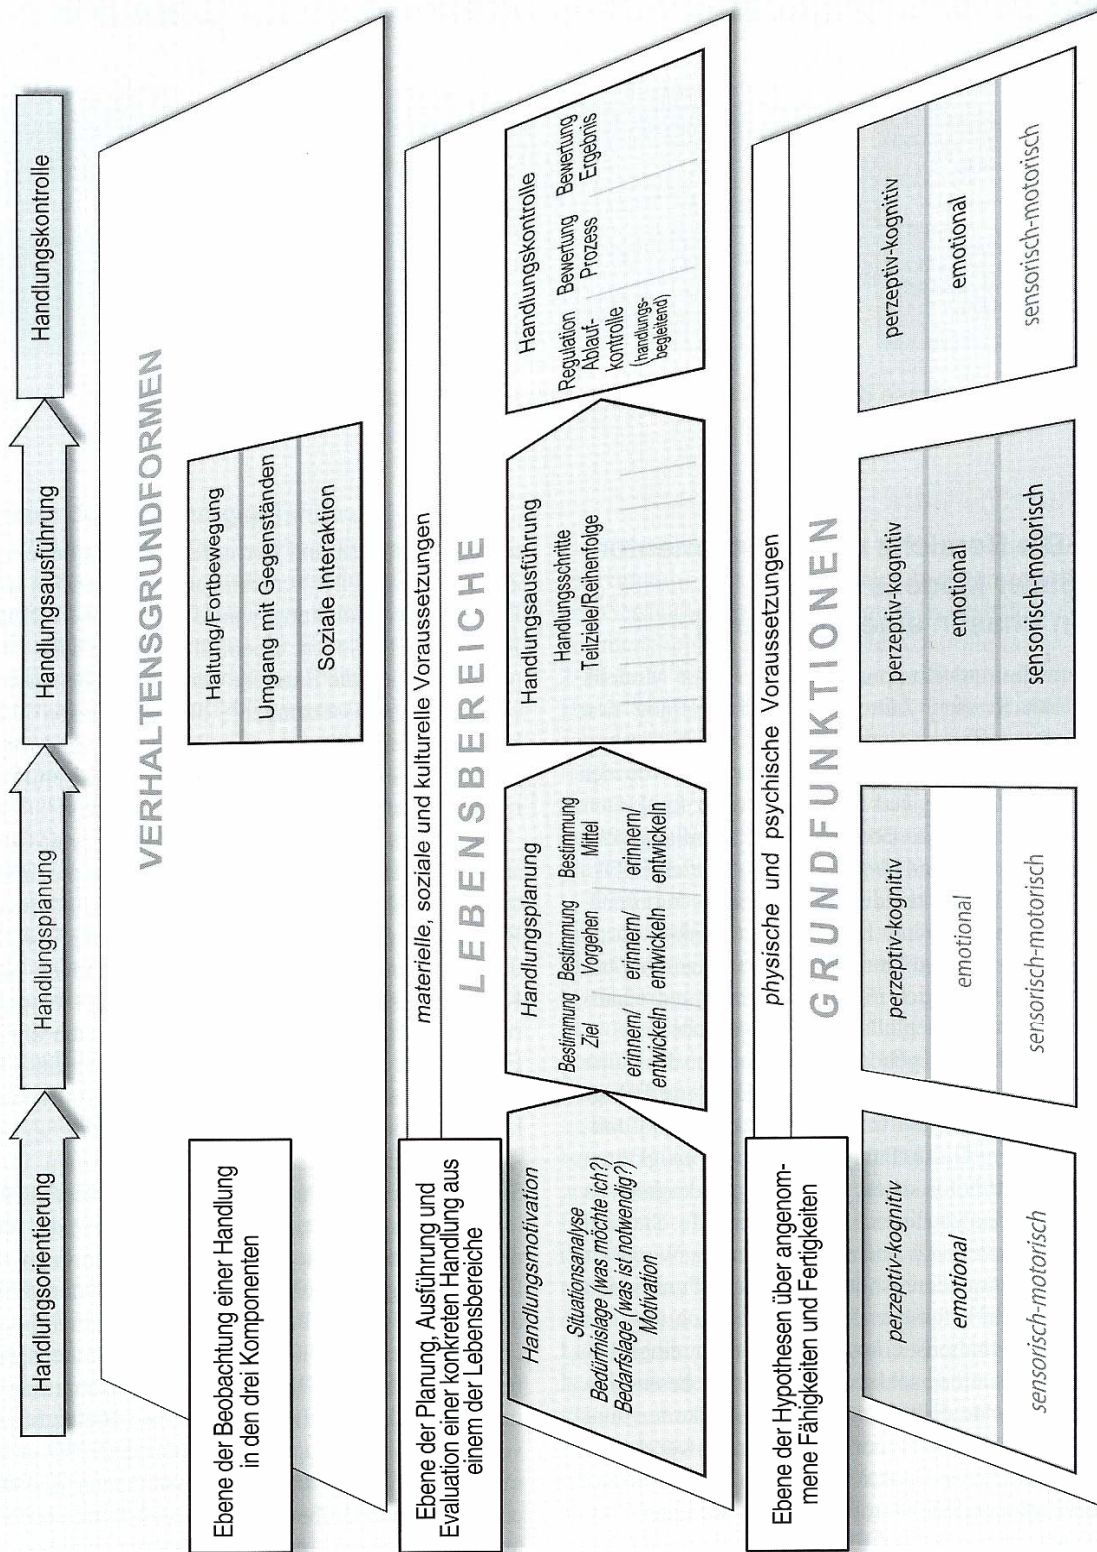 Handlungsorientierung
Handlungsplanung
Handlungsausführung
Handlungskontrolle
VERHALTENSGRUNDFORMEN
Ebene der Beobachtung einer Handlung
in den drei Komponenten
Haltung/Fortbewegung
Umgang mit Gegenständen
Soziale Interaktion
materielle, soziale und kulturelle Voraussetzungen
LEBENSBEREICHE
Ebene der Planung, Ausführung und
Evaluation einer konkreten Handlung aus
einem der Lebensbereiche
Handlungsmotivation
Situationsanalyse
Bedürfnislage (was möchte ich?)
Bedarfslage (was ist notwendig?)
Motivation
Handlungsplanung
Bestimmung
Ziel
erinnern/
entwickeln
Bestimmung
Vorgehen
erinnern/
entwickeln
Bestimmung
Mittel
erinnern/
entwickeln
Handlungsausführung
Handlungsschritte
Teilziele/Reihenfolge
Handlungskontrolle
Regulation
Ablauf-
kontrolle
(handlungs-
begleitend)
Bewertung
Prozess
Bewertung
Ergebnis
physische und psychische Voraussetzungen
GRUNDFUNKTIONEN
Ebene der Hypothesen über angenom-
mene Fähigkeiten und Fertigkeiten
perzeptiv-kognitiv
emotional
sensorisch-motorisch
perzeptiv-kognitiv
emotional
sensorisch-motorisch
perzeptiv-kognitiv
emotional
sensorisch-motorisch
perzeptiv-kognitiv
emotional
sensorisch-motorisch